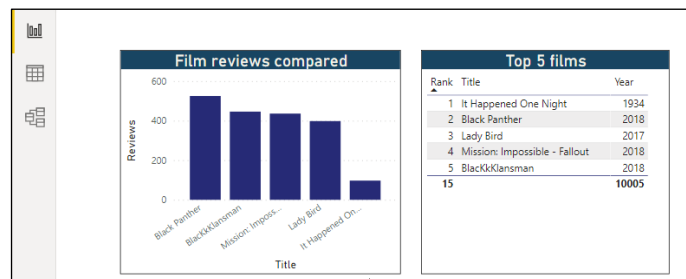 Film reviews compared
600
400
200
0
Reviews
Black Panther
BlacKkKlansman
Mission: Imposs...
Lady Bird
It Happened On...
Title
Top 5 films
Rank Title Year
1 It Happened One Night 1934
2 Black Panther 2018
3 Lady Bird 2017
4 Mission: Impossible - Fallout 2018
5 BlacKkKlansman 2018
15 10005